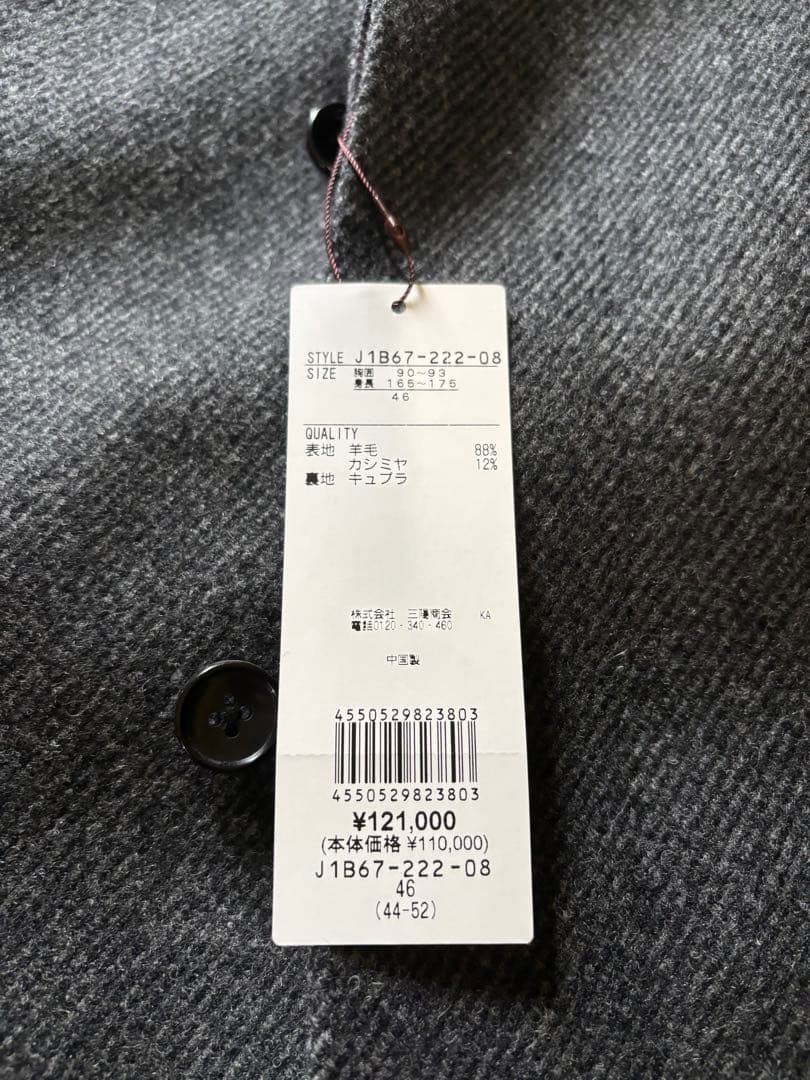 STYLE J1B67-222-08
SIZE 胸囲 90～93
身長 165～175
46
QUALITY
表地 羊毛 88%
カシミヤ 12%
裏地 キュプラ
株式会社 三陽商会 KA
電話0120-340-460
中国製
4550529823803
4550529823803
¥121,000
(本体価格 ¥110,000)
J1B67-222-08
46
(44-52)